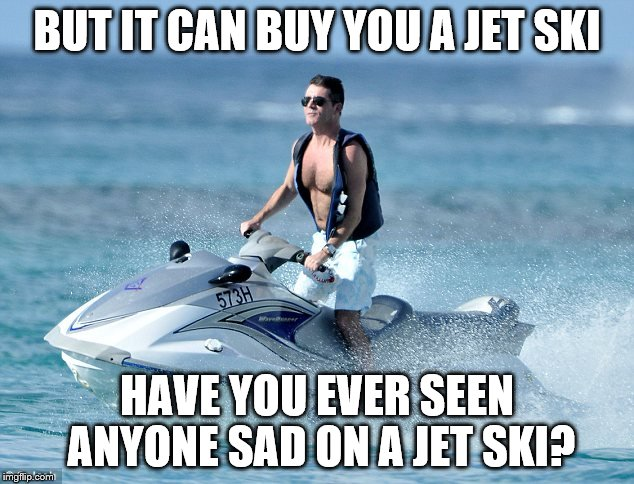 BUT IT CAN BUY YOU A JET SKI
573H
WaveRunner
HAVE YOU EVER SEEN
ANYONE SAD ON A JET SKI?
imgflip.com